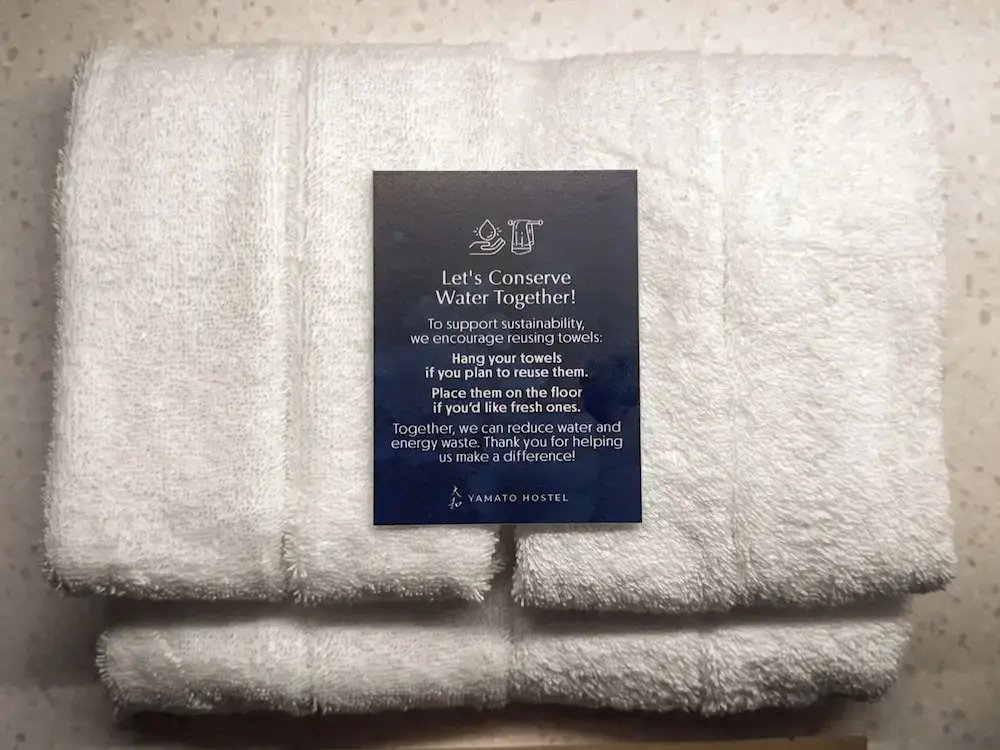 Let's Conserve
Water Together!
To support sustainability,
we encourage reusing towels:
Hang your towels
if you plan to reuse them.
Place them on the floor
if you'd like fresh ones.
Together, we can reduce water and
energy waste. Thank you for helping
us make a difference!
大和 YAMATO HOSTEL